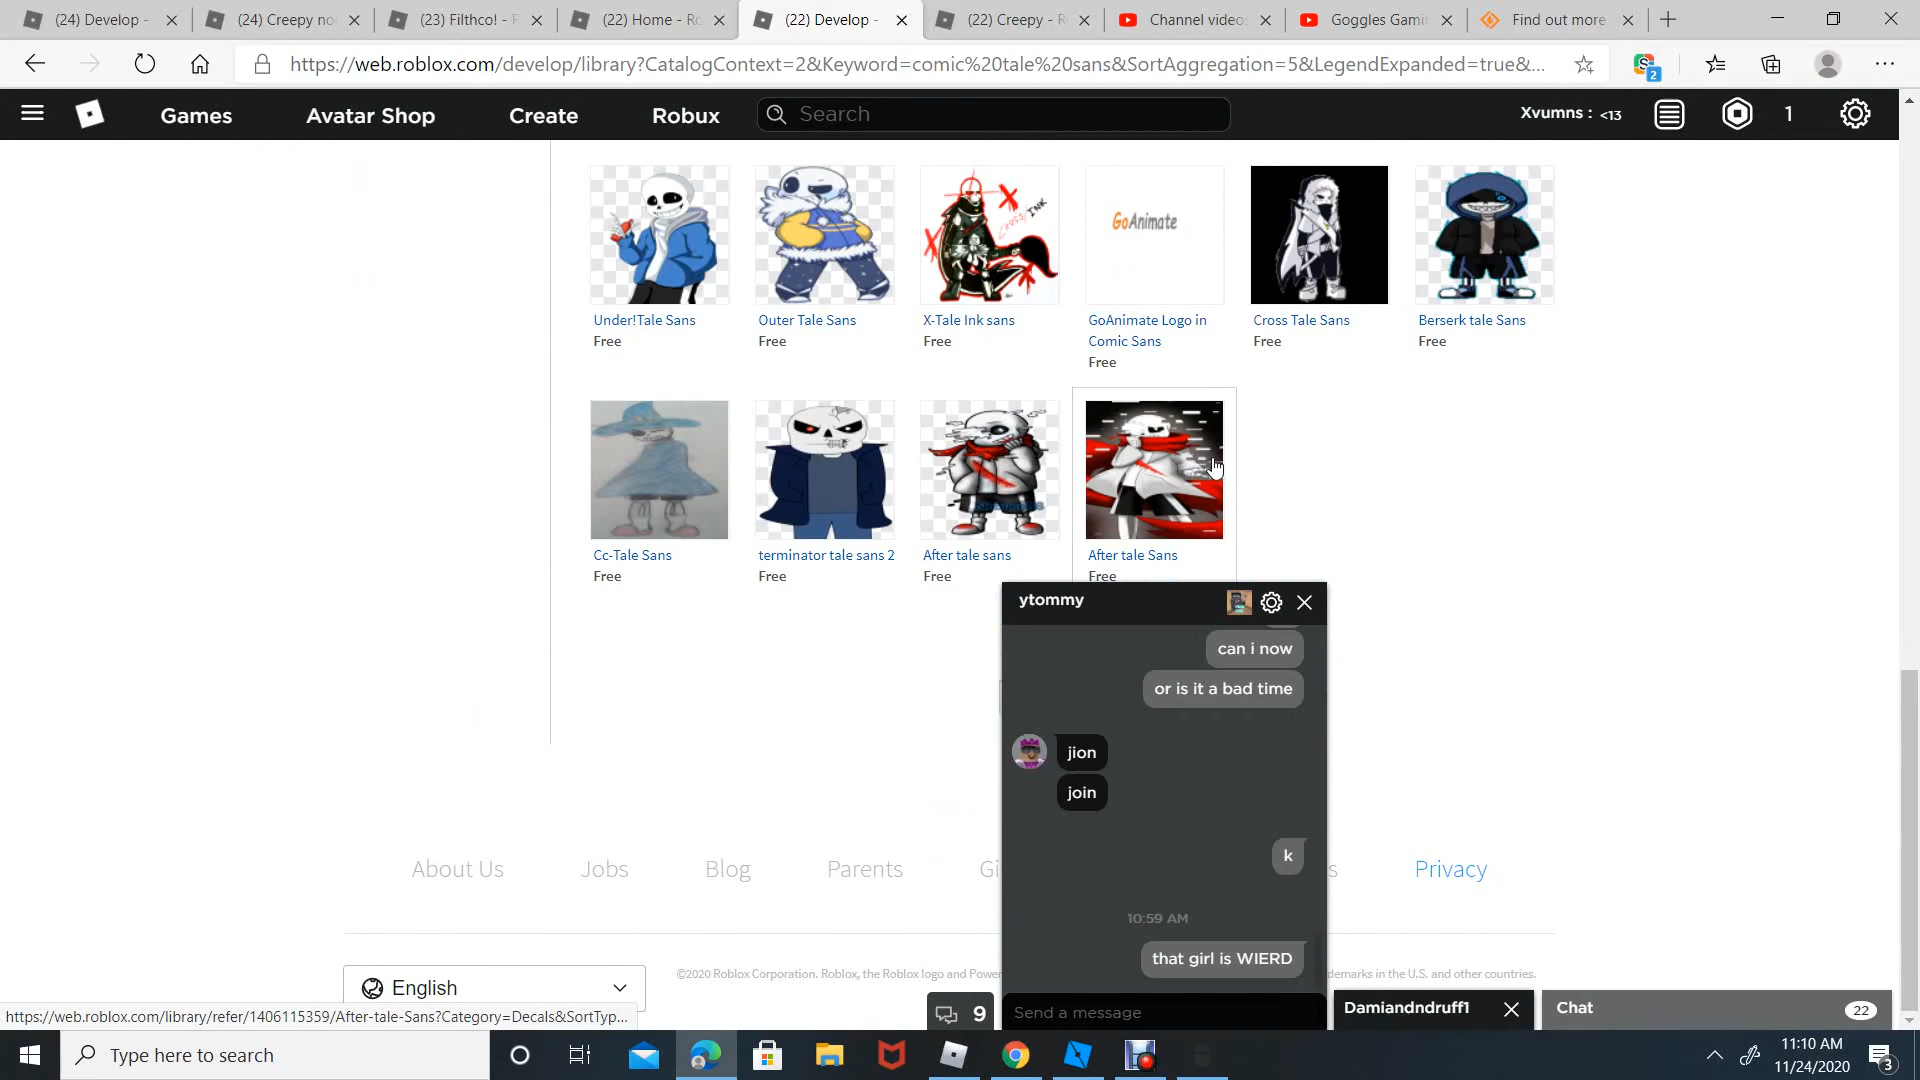 (24) Develop -
(24) Creepy no
(23) Filthco! - F
(22) Home - Ro
(22) Develop -
(22) Creepy - R
Channel videos
Goggles Gami
Find out more
https://web.roblox.com/develop/library?CatalogContext=2&Keyword=comic%20tale%20sans&SortAggregation=5&LegendExpanded=true&...
2
Games
Avatar Shop
Create
Robux
Search
Xvumns : <13
1
INK
GoAnimate
Under!Tale Sans
Free
Outer Tale Sans
Free
X-Tale Ink sans
Free
GoAnimate Logo in
Comic Sans
Free
Cross Tale Sans
Free
Berserk tale Sans
Free
Cc-Tale Sans
Free
terminator tale sans 2
Free
After tale sans
Free
After tale Sans
Free
ytommy
can i now
or is it a bad time
jion
join
k
10:59 AM
that girl is WIERD
Send a message
About Us
Jobs
Blog
Parents
Gi
s
Privacy
English
©2020 Roblox Corporation. Roblox, the Roblox logo and Power
demarks in the U.S. and other countries.
https://web.roblox.com/library/refer/1406115359/After-tale-Sans?Category=Decals&SortTyp...
9
Damiandndruff1
Chat
22
Type here to search
11:10 AM
11/24/2020
3